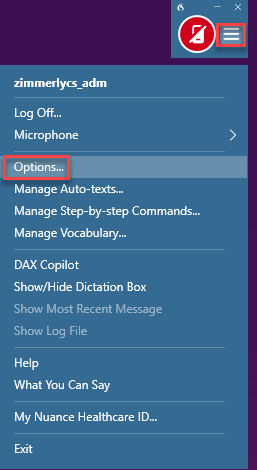 zimmerlycs_adm
Log Off...
Microphone
Options...
Manage Auto-texts...
Manage Step-by-step Commands...
Manage Vocabulary...
DAX Copilot
Show/Hide Dictation Box
Show Most Recent Message
Show Log File
Help
What You Can Say
My Nuance Healthcare ID...
Exit